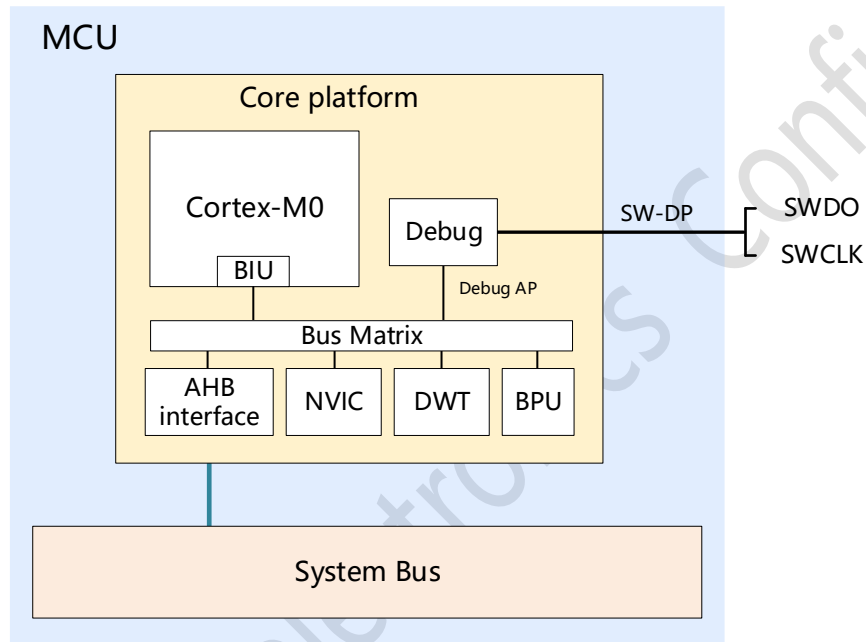 MCU
Core platform
Cortex-M0
BIU
Debug
SW-DP
SWDO
SWCLK
Debug AP
Bus Matrix
AHB
interface
NVIC
DWT
BPU
System Bus